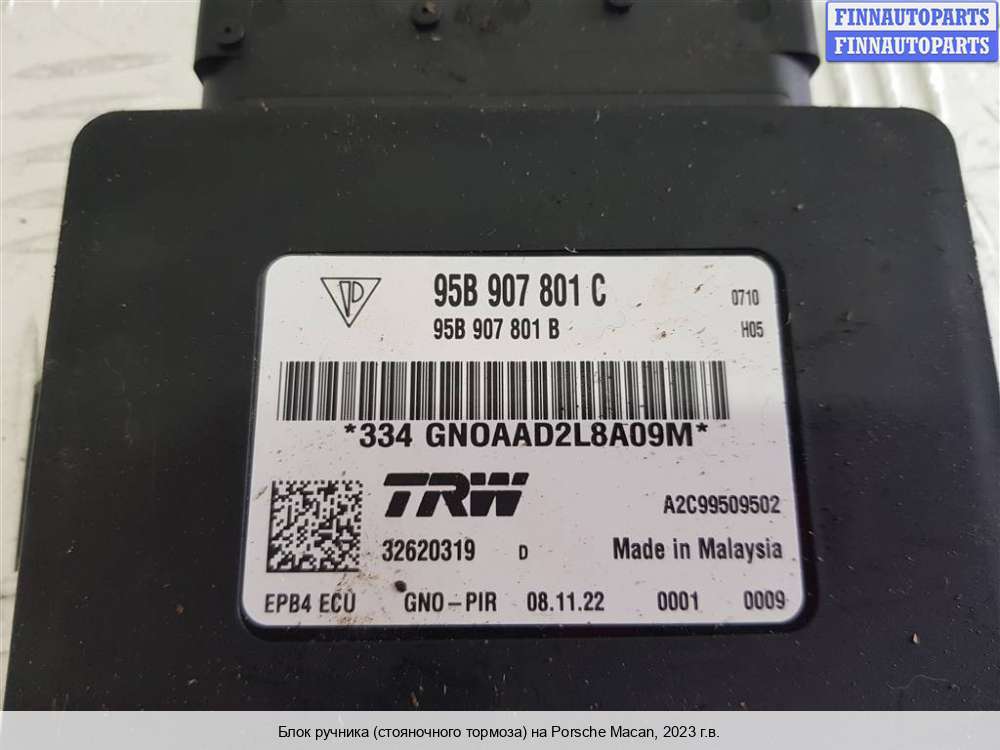 FINNAUTOPARTS
FINNAUTOPARTS
95B 907 801 C
0710
95B 907 801 B
H05
*334 GNOAAD2L8A09M*
TRW
A2C99509502
32620319 D
Made in Malaysia
EPB4 ECU GNO-PIR 08.11.22 0001 0009
Блок ручника (стояночного тормоза) на Porsche Macan, 2023 г.в.